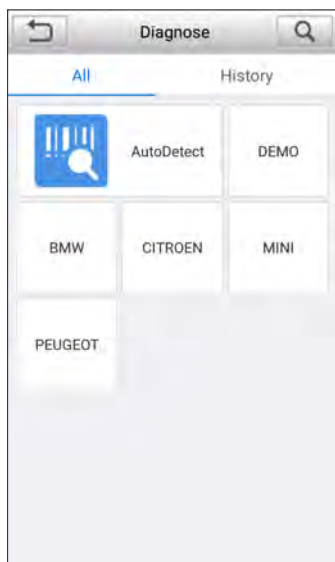 Diagnose
All History
AutoDetect DEMO
BMW CITROEN MINI
PEUGEOT